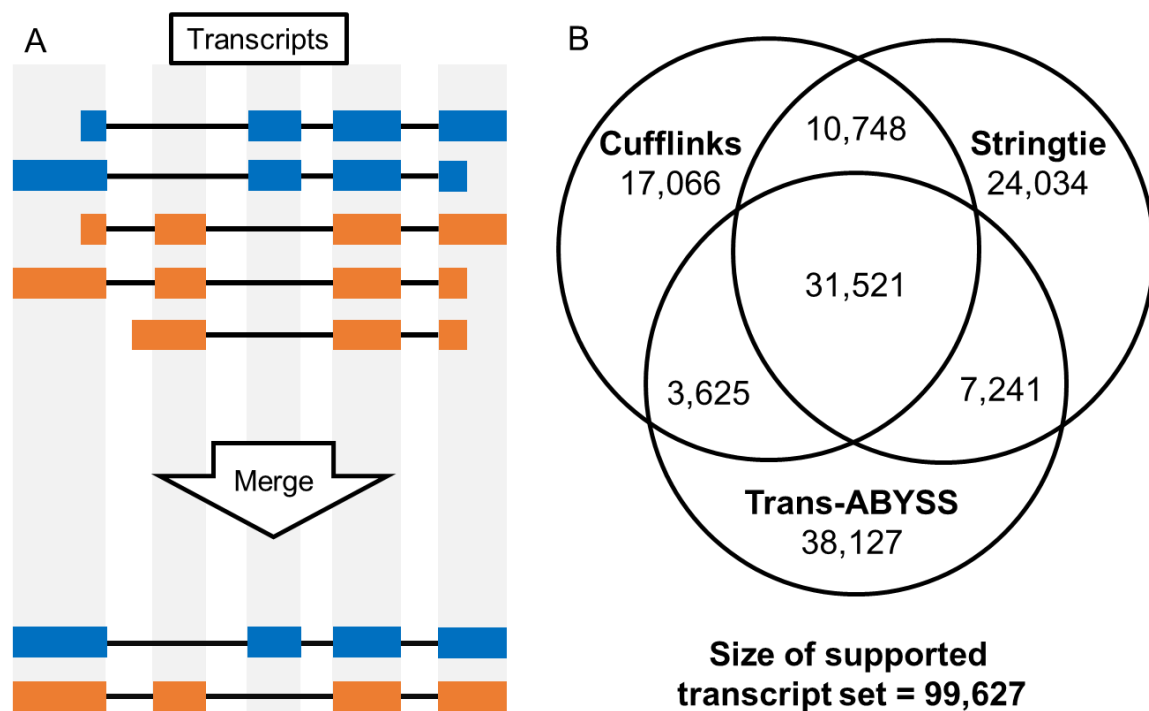 A
Transcripts
Merge
B
10,748
Cufflinks
17,066
Stringtie
24,034
31,521
3,625
7,241
Trans-ABYSS
38,127
Size of supported
transcript set = 99,627